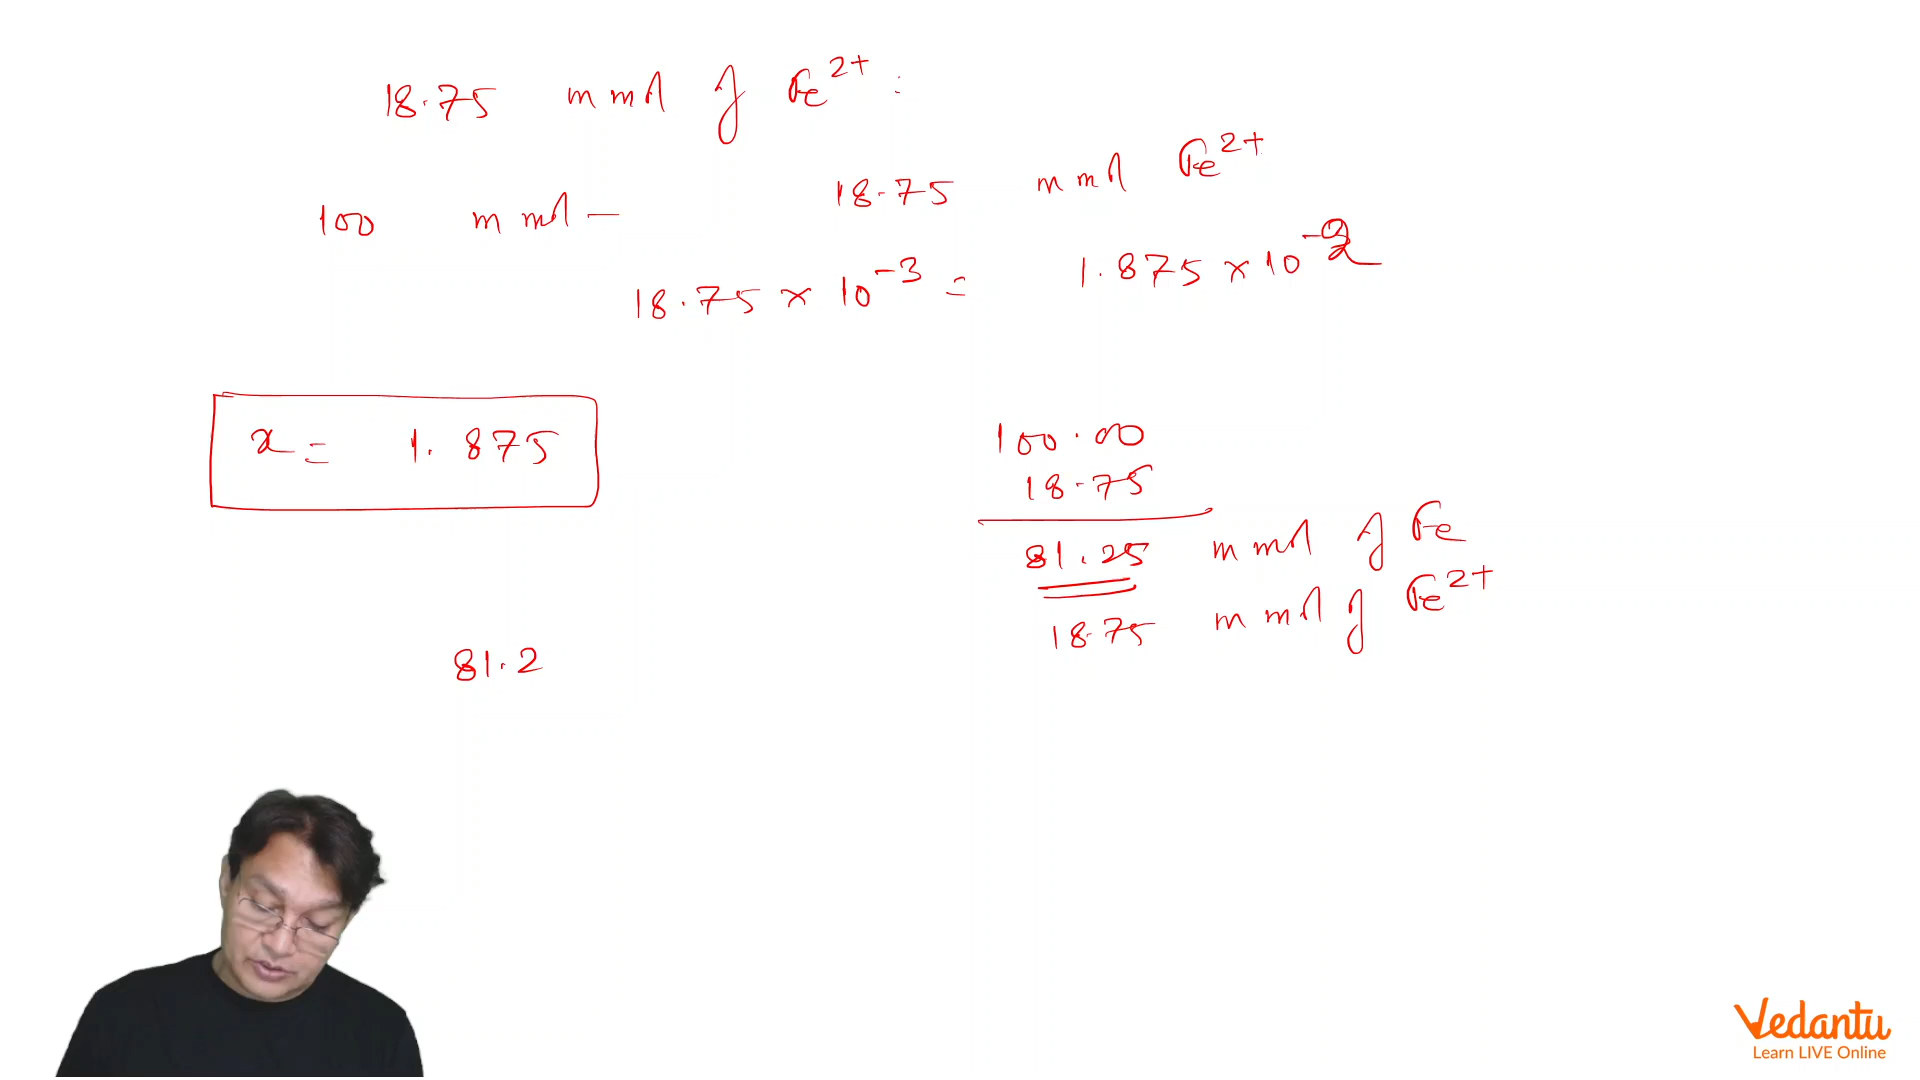 18.75 mmol of Fe²⁺ :
18.75 mmol Fe²⁺
100 mmol –
18.75 × 10⁻³ = 1.875 × 10⁻²
x = 1.875
100.00
18.75
81.25 mmol of Fe
18.75 mmol of Fe²⁺
81.2
Vedantu
Learn LIVE Online